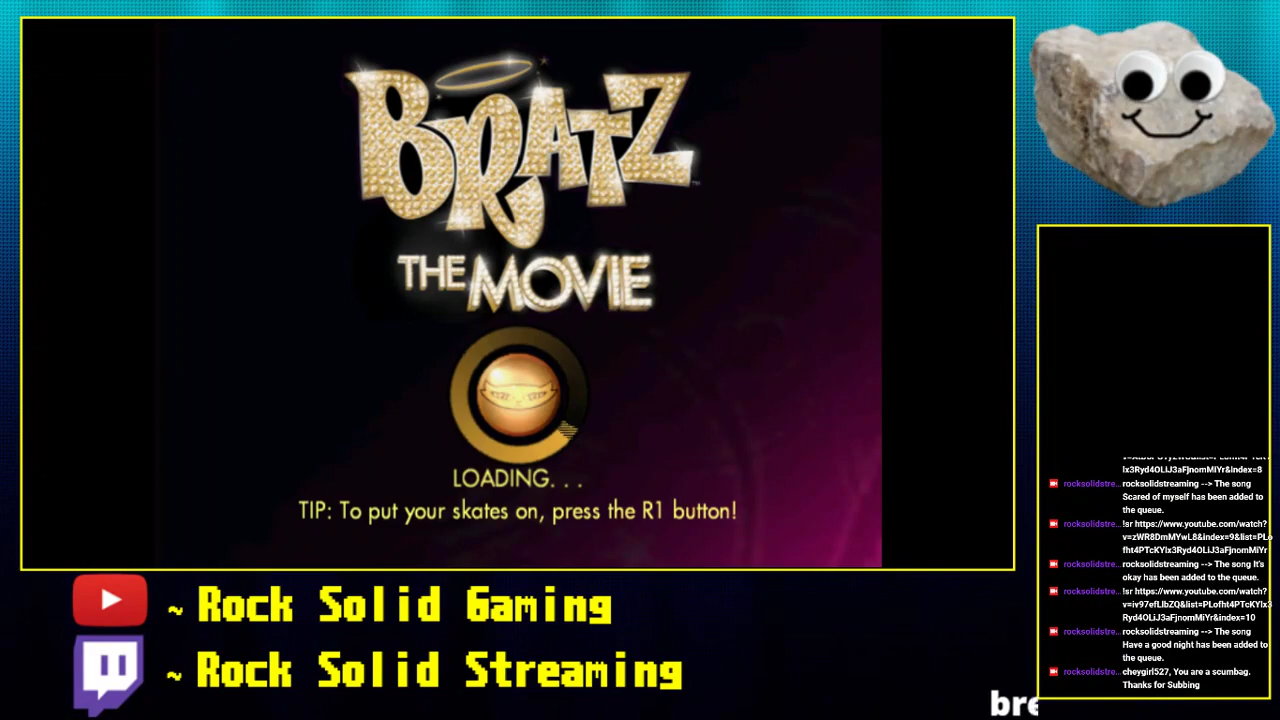 BRATZ
THE MOVIE
LOADING. . .
TIP: To put your skates on, press the R1 button!
~ Rock Solid Gaming
~ Rock Solid Streaming
lx3Ryd4OLiJ3aFjnomMiYr&index=8
rocksolidstre... rocksolidstreaming --> The song
Scared of myself has been added to
the queue.
rocksolidstre... !sr https://www.youtube.com/watch?
v=zWR8DmMYwL8&index=9&list=PLo
fht4PTcKYlx3Ryd4OLiJ3aFjnomMiYr
rocksolidstre... rocksolidstreaming --> The song It's
okay has been added to the queue.
rocksolidstre... !sr https://www.youtube.com/watch?
v=iv97efLlbZQ&list=PLofht4PTcKYlx3
Ryd4OLiJ3aFjnomMiYr&index=10
rocksolidstre... rocksolidstreaming --> The song
Have a good night has been added to
the queue.
rocksolidstre... cheygirl527, You are a scumbag.
Thanks for Subbing
bre